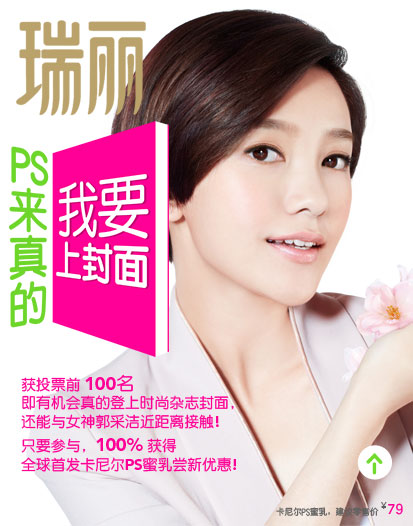 瑞丽
PS
来真的
我要
上封面
获投票前 100名
即有机会真的登上时尚杂志封面,
还能与女神郭采洁近距离接触!
只要参与, 100% 获得
全球首发卡尼尔PS蜜乳尝新优惠!
卡尼尔PS蜜乳, 建议零售价 ¥79